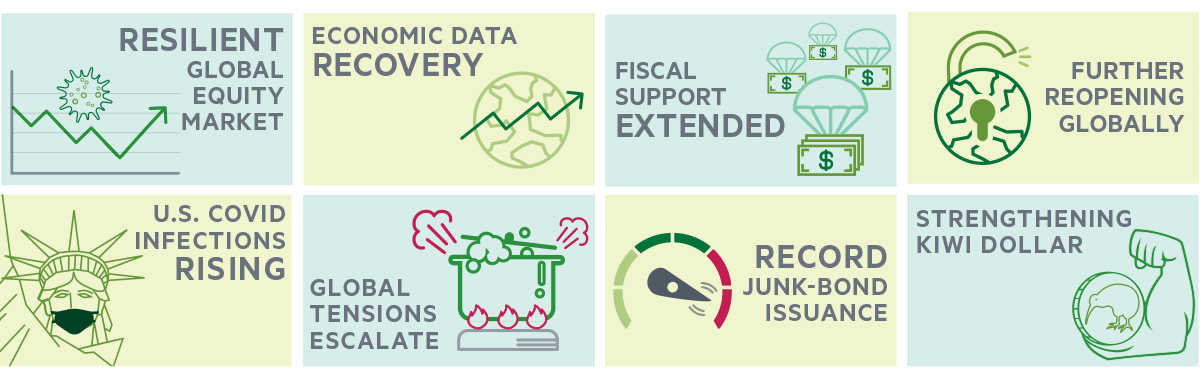 RESILIENT
GLOBAL
EQUITY
MARKET
ECONOMIC DATA
RECOVERY
FISCAL
SUPPORT
EXTENDED
$
$
$
$
FURTHER
REOPENING
GLOBALLY
U.S. COVID
INFECTIONS
RISING
GLOBAL
TENSIONS
ESCALATE
RECORD
JUNK-BOND
ISSUANCE
STRENGTHENING
KIWI DOLLAR